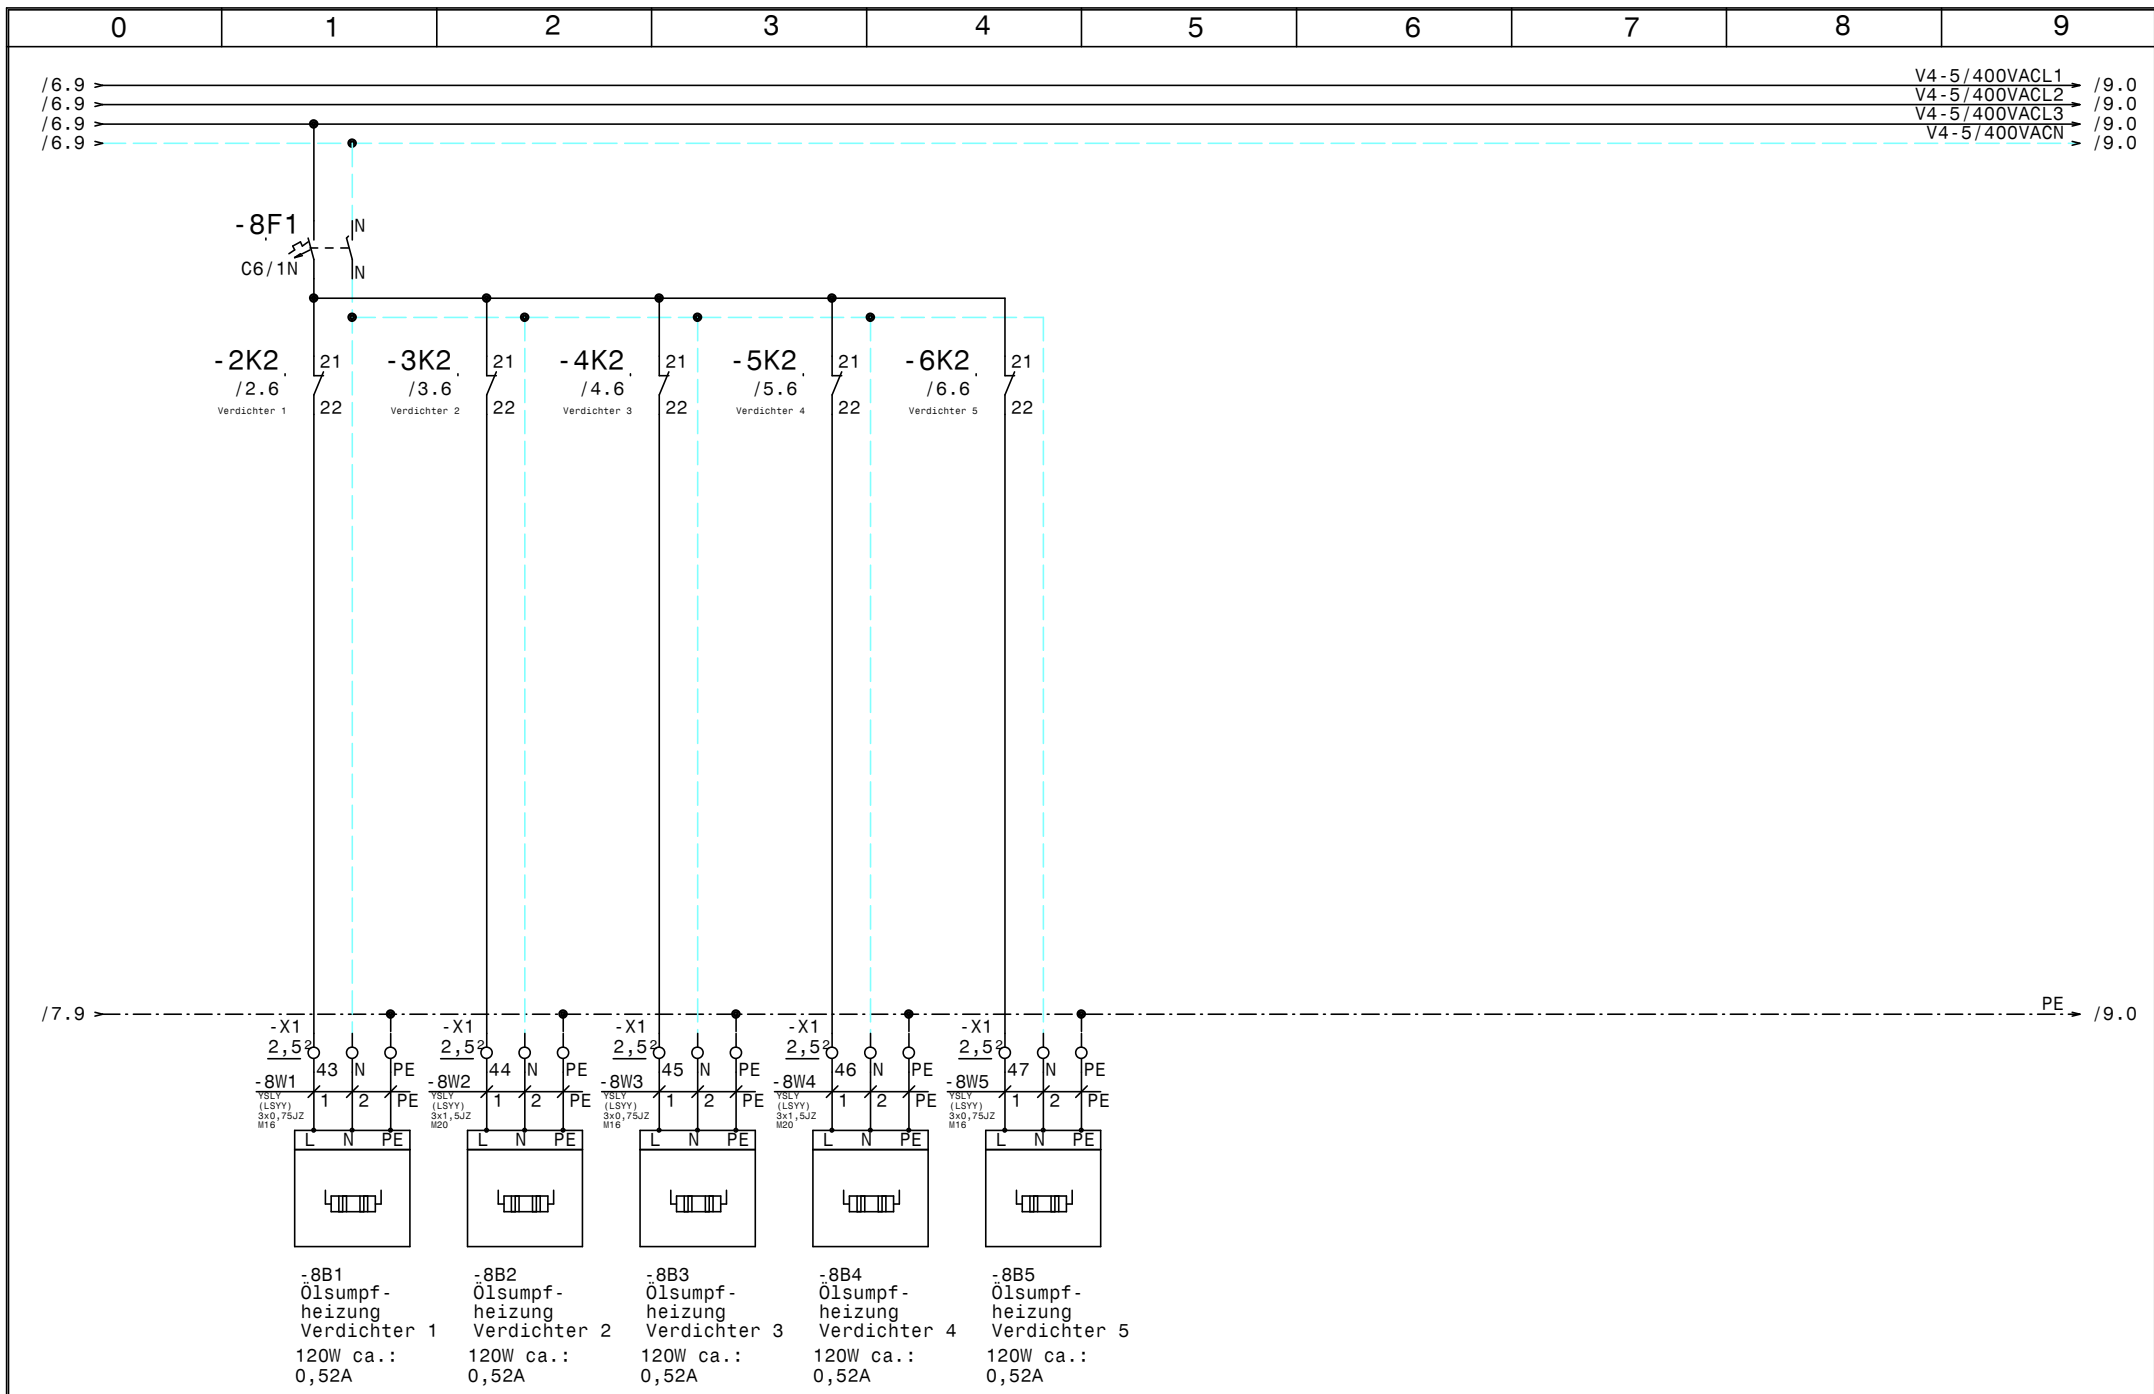 0 1 2 3 4 5 6 7 8 9
/6.9 V4-5/400VACL1 /9.0
/6.9 V4-5/400VACL2 /9.0
/6.9 V4-5/400VACL3 /9.0
/6.9 V4-5/400VACN /9.0
-8F1 N
C6/1N N
-2K2 21 -3K2 21 -4K2 21 -5K2 21 -6K2 21
/2.6 /3.6 /4.6 /5.6 /6.6
Verdichter 1 22 Verdichter 2 22 Verdichter 3 22 Verdichter 4 22 Verdichter 5 22
/7.9 PE /9.0
-X1 -X1 -X1 -X1 -X1
2,5² 2,5² 2,5² 2,5² 2,5²
43 N PE 44 N PE 45 N PE 46 N PE 47 N PE
-8W1 -8W2 -8W3 -8W4 -8W5
YSLY YSLY YSLY YSLY YSLY
(LSYY) 1 2 PE (LSYY) 1 2 PE (LSYY) 1 2 PE (LSYY) 1 2 PE (LSYY) 1 2 PE
3x0,75JZ 3x1,5JZ 3x0,75JZ 3x1,5JZ 3x0,75JZ
M16 M20 M16 M20 M16
L N PE L N PE L N PE L N PE L N PE
-8B1 -8B2 -8B3 -8B4 -8B5
Ölsumpf- Ölsumpf- Ölsumpf- Ölsumpf- Ölsumpf-
heizung heizung heizung heizung heizung
Verdichter 1 Verdichter 2 Verdichter 3 Verdichter 4 Verdichter 5
120W ca.: 120W ca.: 120W ca.: 120W ca.: 120W ca.:
0,52A 0,52A 0,52A 0,52A 0,52A